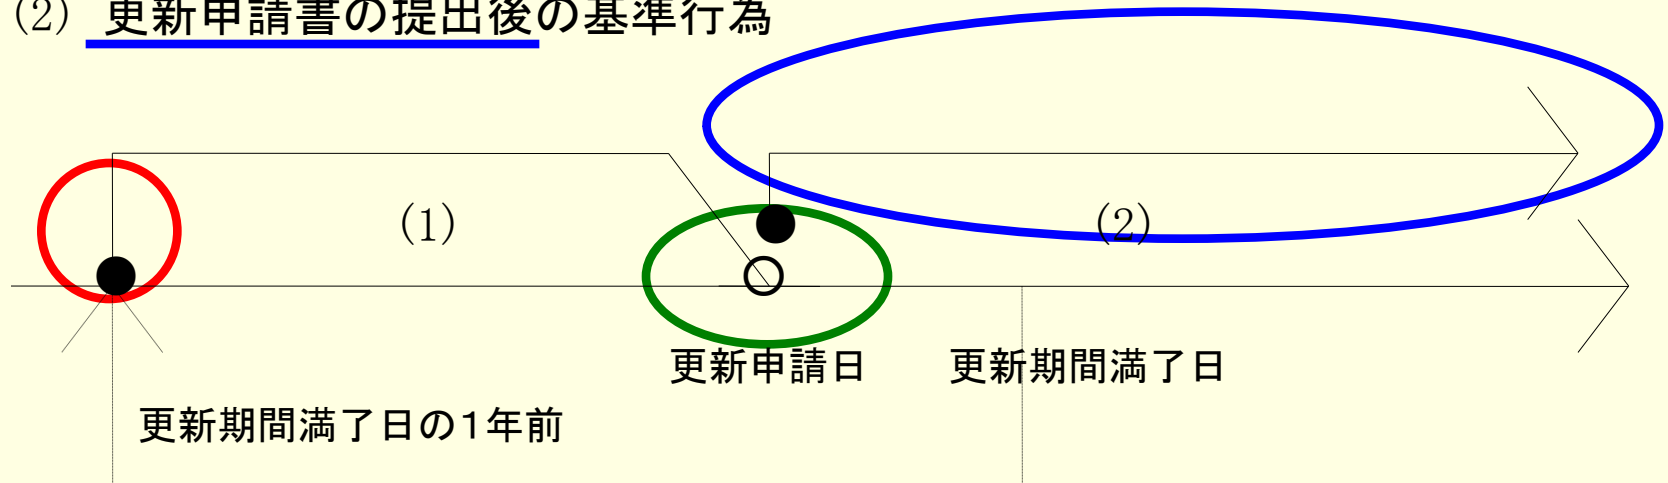 (2) 更新申請書の提出後の基準行為
(1)
(2)
更新申請日
更新期間満了日
更新期間満了日の１年前